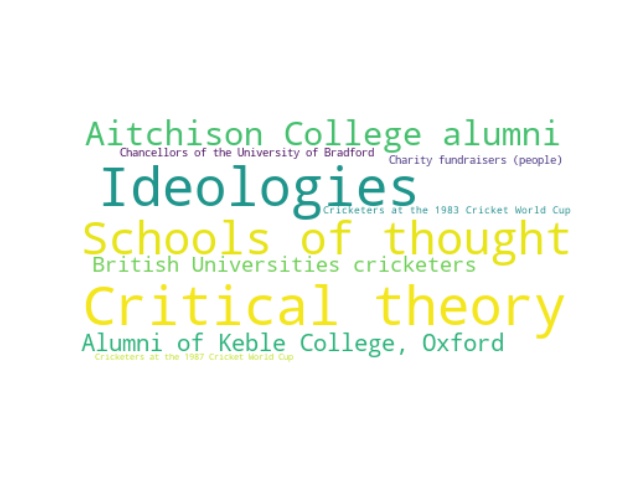 Aitchison College alumni
Chancellors of the University of Bradford
Charity fundraisers (people)
Ideologies
Cricketers at the 1983 Cricket World Cup
Schools of thought
British Universities cricketers
Critical theory
Alumni of Keble College, Oxford
Cricketers at the 1987 Cricket World Cup